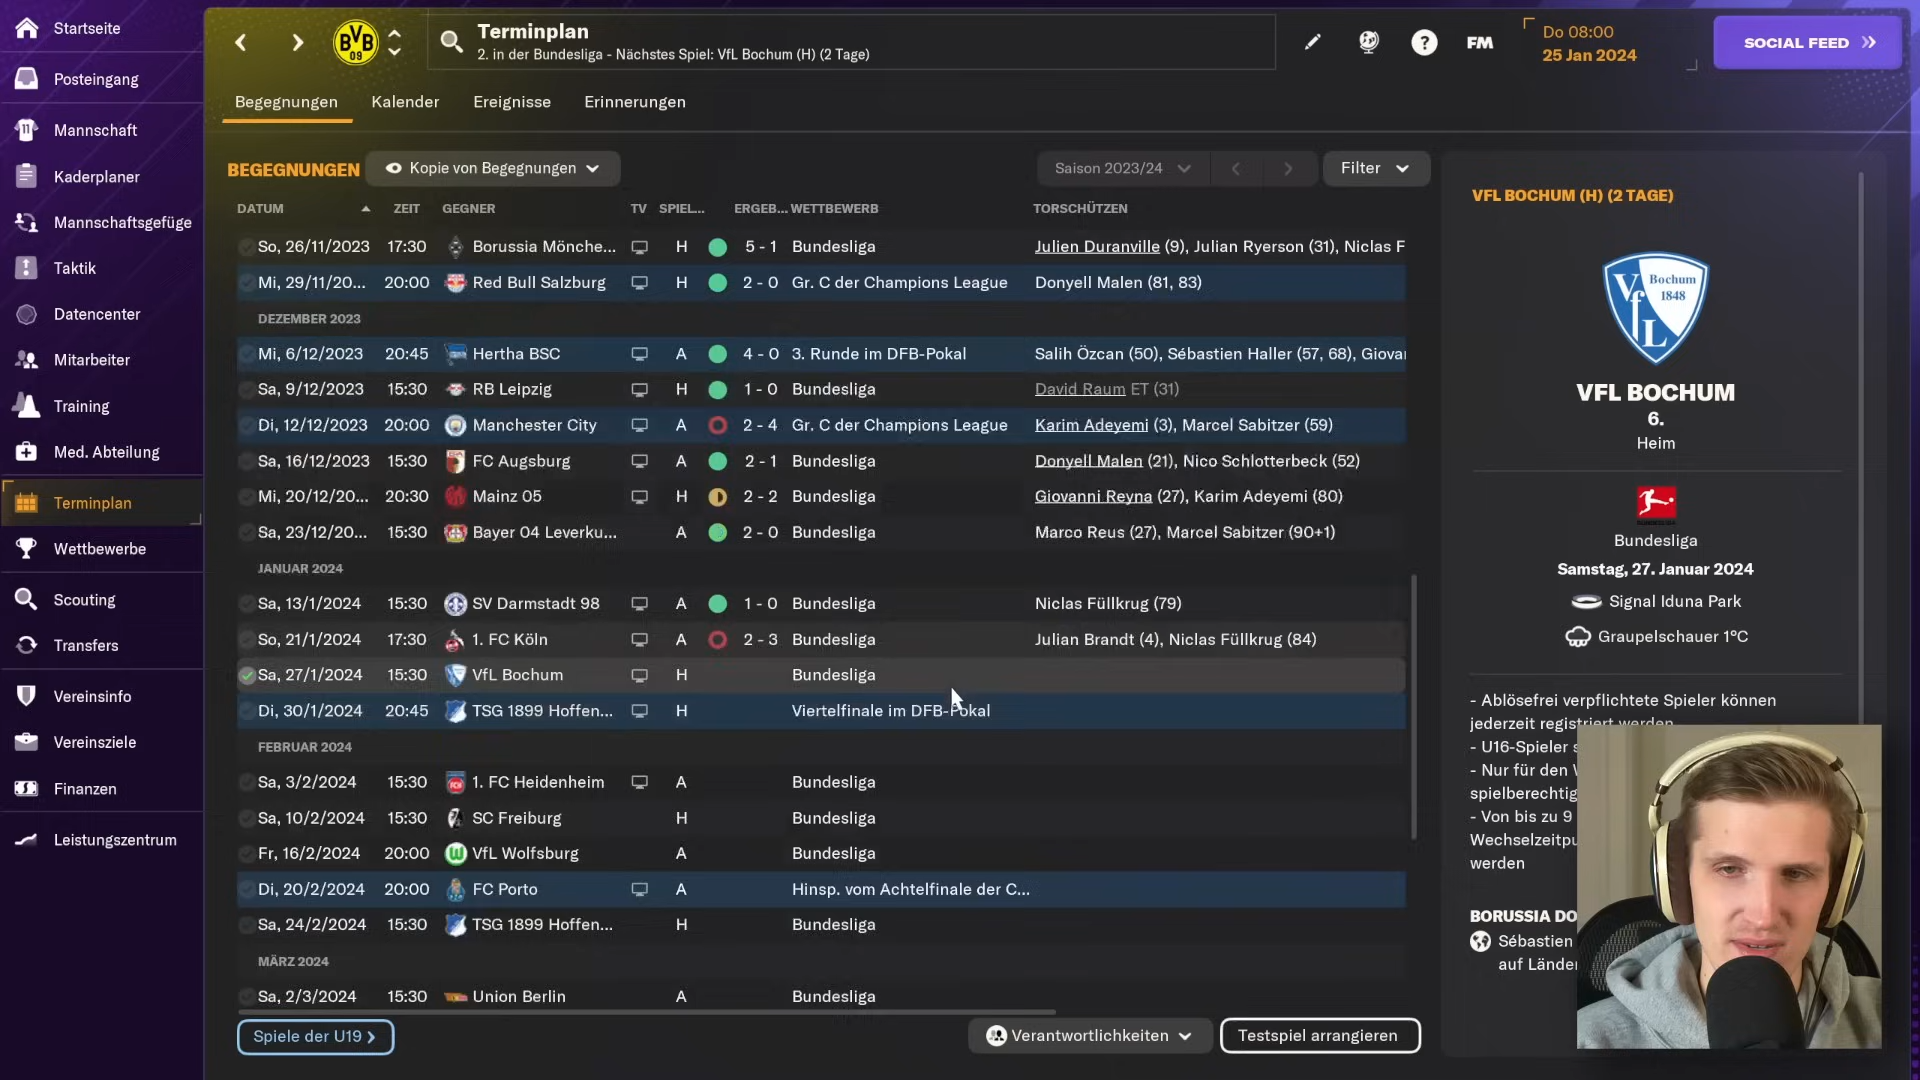 Startseite
Posteingang
Mannschaft
Kaderplaner
Mannschaftsgefüge
Taktik
Datencenter
Mitarbeiter
Training
Med. Abteilung
Terminplan
Wettbewerbe
Scouting
Transfers
Vereinsinfo
Vereinsziele
Finanzen
Leistungszentrum
BVB 09
Terminplan
2. in der Bundesliga - Nächstes Spiel: VfL Bochum (H) (2 Tage)
FM
Do 08:00
25 Jan 2024
SOCIAL FEED
Begegnungen Kalender Ereignisse Erinnerungen
BEGEGNUNGEN Kopie von Begegnungen Saison 2023/24 Filter
DATUM ZEIT GEGNER TV SPIEL... ERGEB... WETTBEWERB TORSCHÜTZEN
So, 26/11/2023 17:30 Borussia Mönche... H 5 - 1 Bundesliga Julien Duranville (9), Julian Ryerson (31), Niclas F
Mi, 29/11/20... 20:00 Red Bull Salzburg H 2 - 0 Gr. C der Champions League Donyell Malen (81, 83)
DEZEMBER 2023
Mi, 6/12/2023 20:45 Hertha BSC A 4 - 0 3. Runde im DFB-Pokal Salih Özcan (50), Sébastien Haller (57, 68), Giovar
Sa, 9/12/2023 15:30 RB Leipzig H 1 - 0 Bundesliga David Raum ET (31)
Di, 12/12/2023 20:00 Manchester City A 2 - 4 Gr. C der Champions League Karim Adeyemi (3), Marcel Sabitzer (59)
Sa, 16/12/2023 15:30 FC Augsburg A 2 - 1 Bundesliga Donyell Malen (21), Nico Schlotterbeck (52)
Mi, 20/12/20... 20:30 Mainz 05 H 2 - 2 Bundesliga Giovanni Reyna (27), Karim Adeyemi (80)
Sa, 23/12/20... 15:30 Bayer 04 Leverku... A 2 - 0 Bundesliga Marco Reus (27), Marcel Sabitzer (90+1)
JANUAR 2024
Sa, 13/1/2024 15:30 SV Darmstadt 98 A 1 - 0 Bundesliga Niclas Füllkrug (79)
So, 21/1/2024 17:30 1. FC Köln A 2 - 3 Bundesliga Julian Brandt (4), Niclas Füllkrug (84)
Sa, 27/1/2024 15:30 VfL Bochum H Bundesliga
Di, 30/1/2024 20:45 TSG 1899 Hoffen... H Viertelfinale im DFB-Pokal
FEBRUAR 2024
Sa, 3/2/2024 15:30 1. FC Heidenheim A Bundesliga
Sa, 10/2/2024 15:30 SC Freiburg H Bundesliga
Fr, 16/2/2024 20:00 VfL Wolfsburg A Bundesliga
Di, 20/2/2024 20:00 FC Porto A Hinsp. vom Achtelfinale der C...
Sa, 24/2/2024 15:30 TSG 1899 Hoffen... H Bundesliga
MÄRZ 2024
Sa, 2/3/2024 15:30 Union Berlin A Bundesliga
Spiele der U19 Verantwortlichkeiten Testspiel arrangieren
VFL BOCHUM (H) (2 TAGE)
VfL Bochum 1848
VFL BOCHUM
6.
Heim
Bundesliga
Samstag, 27. Januar 2024
Signal Iduna Park
Graupelschauer 1°C
- Ablösefrei verpflichtete Spieler können
jederzeit registriert werden
- U16-Spieler
- Nur für den
spielberechtig
- Von bis zu 9
Wechselzeitpu
werden
BORUSSIA DO
Sébastien
auf Länder